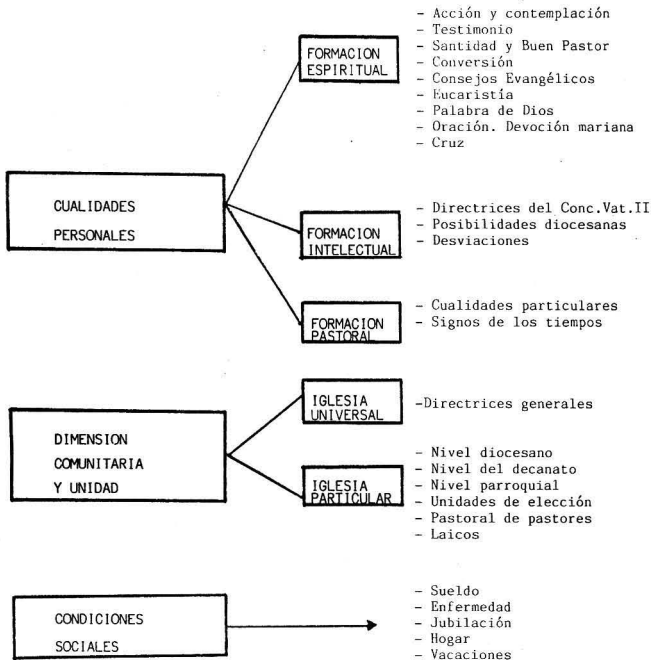 CUALIDADES
PERSONALES
FORMACION
ESPIRITUAL
- Acción y contemplación
- Testimonio
- Santidad y Buen Pastor
- Conversión
- Consejos Evangélicos
- Eucaristía
- Palabra de Dios
- Oración. Devoción mariana
- Cruz
FORMACION
INTELECTUAL
- Directrices del Conc.Vat.II
- Posibilidades diocesanas
- Desviaciones
FORMACION
PASTORAL
- Cualidades particulares
- Signos de los tiempos
DIMENSION
COMUNITARIA
Y UNIDAD
IGLESIA
UNIVERSAL
-Directrices generales
IGLESIA
PARTICULAR
- Nivel diocesano
- Nivel del decanato
- Nivel parroquial
- Unidades de elección
- Pastoral de pastores
- Laicos
CONDICIONES
SOCIALES
- Sueldo
- Enfermedad
- Jubilación
- Hogar
- Vacaciones